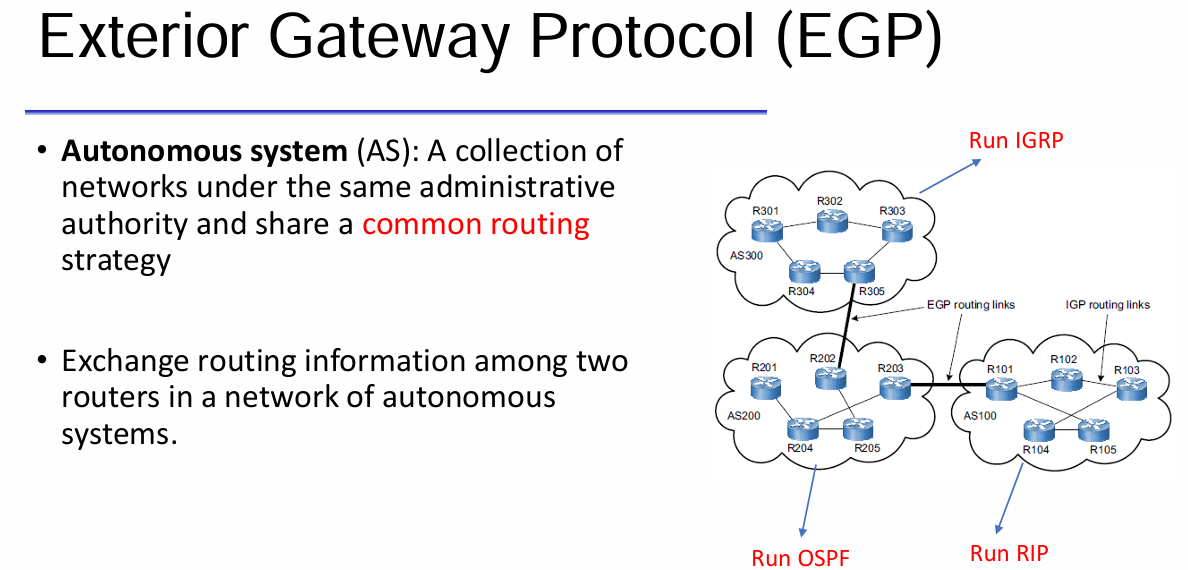 Exterior Gateway Protocol (EGP)
• Autonomous system (AS): A collection of
networks under the same administrative
authority and share a common routing
strategy
• Exchange routing information among two
routers in a network of autonomous
systems.
Run IGRP
R301
R302
R303
AS300
R304
R305
EGP routing links
IGP routing links
R201
R202
R203
AS200
R204
R205
R101
R102
R103
AS100
R104
R105
Run OSPF
Run RIP